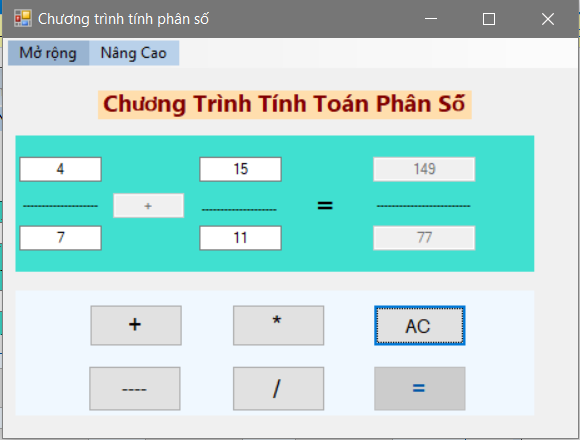 Chương trình tính phân số
Mở rộng Nâng Cao
Chương Trình Tính Toán Phân Số
4 15 149
-------------------- + -------------------- = -------------------------
7 11 77
+ * AC
---- / =